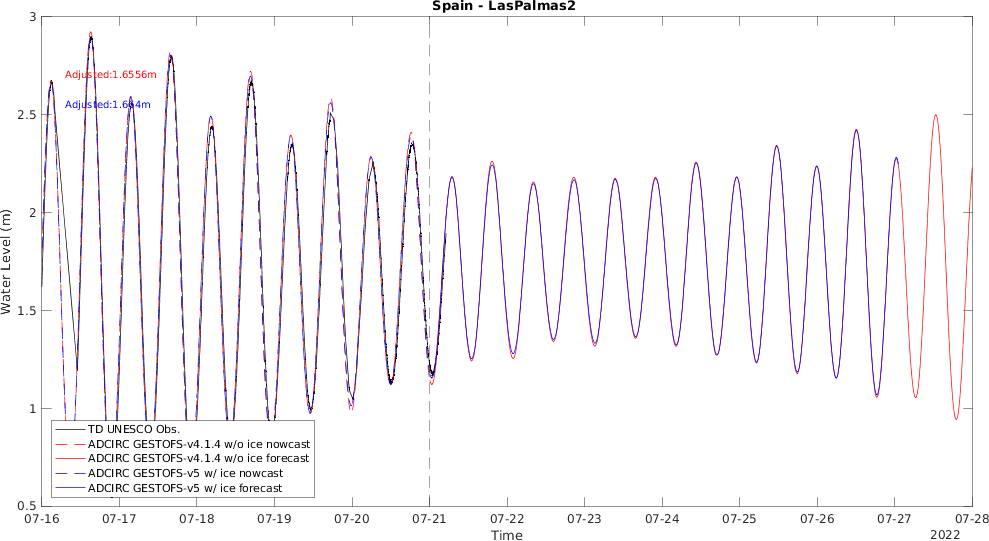 Spain - LasPalmas2
3
2.5
2
1.5
1
0.5
Water Level (m)
Adjusted:1.6556m
TD UNESCO Obs.
ADCIRC GESTOFS-v4.1.4 w/o ice nowcast
ADCIRC GESTOFS-v4.1.4 w/o ice forecast
ADCIRC GESTOFS-v5 w/ ice nowcast
ADCIRC GESTOFS-v5 w/ ice forecast
07-16 07-17 07-18 07-19 07-20 07-21 07-22 07-23 07-24 07-25 07-26 07-27 07-28
Time
2022